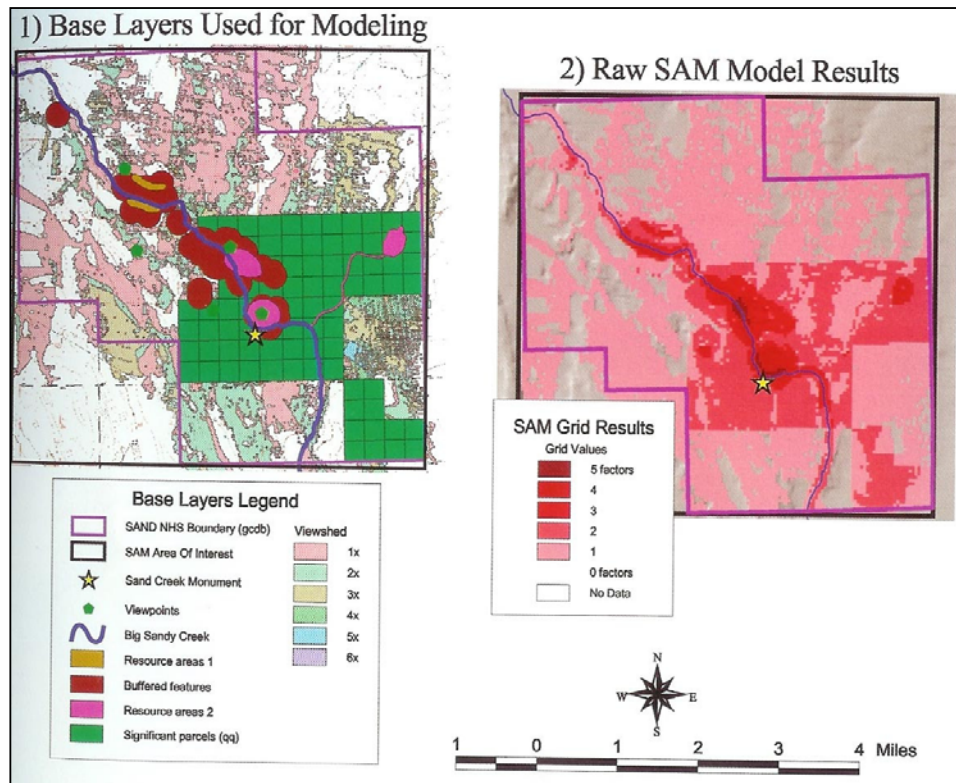 1) Base Layers Used for Modeling
2) Raw SAM Model Results
Base Layers Legend
SAND NHS Boundary (gcdb)
SAM Area Of Interest
Sand Creek Monument
Viewpoints
Big Sandy Creek
Resource areas 1
Buffered features
Resource areas 2
Significant parcels (qq)
Viewshed
1x
2x
3x
4x
5x
6x
SAM Grid Results
Grid Values
5 factors
4
3
2
1
0 factors
No Data
N
W E
S
1 0 1 2 3 4 Miles